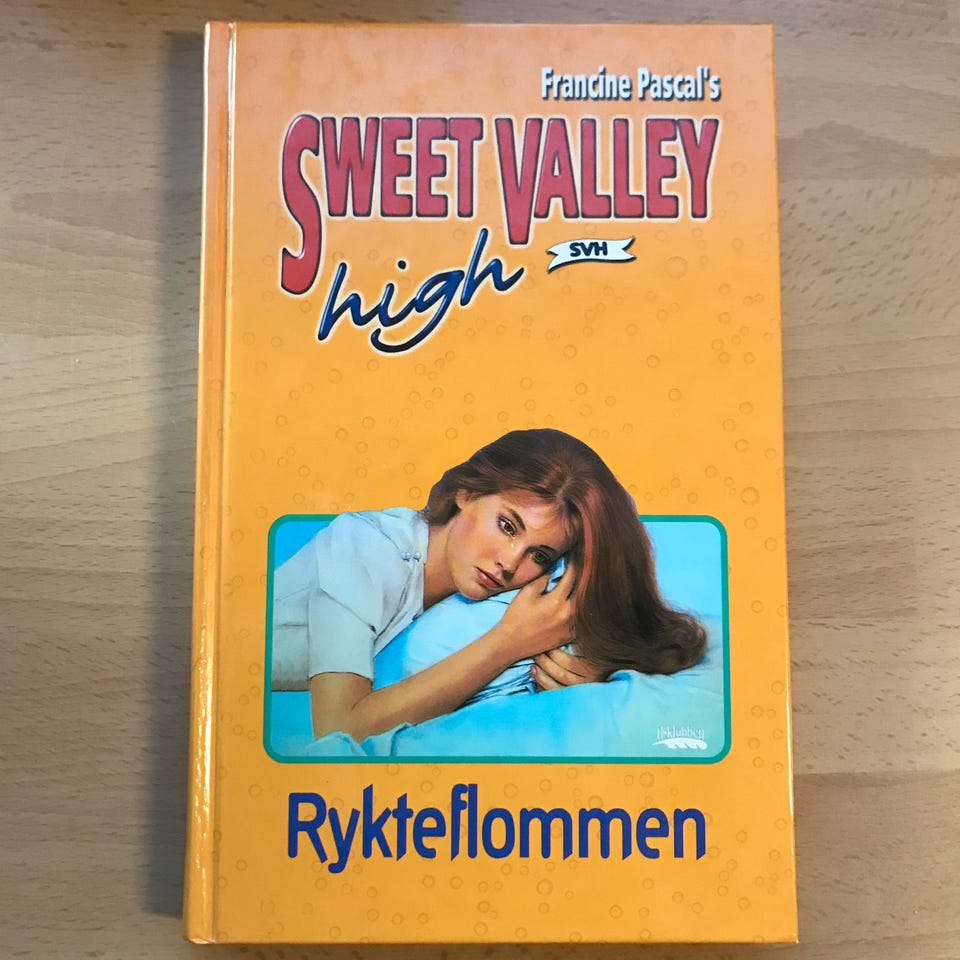 Francine Pascal's
SWEET VALLEY
high
SVH
Rykteflommen